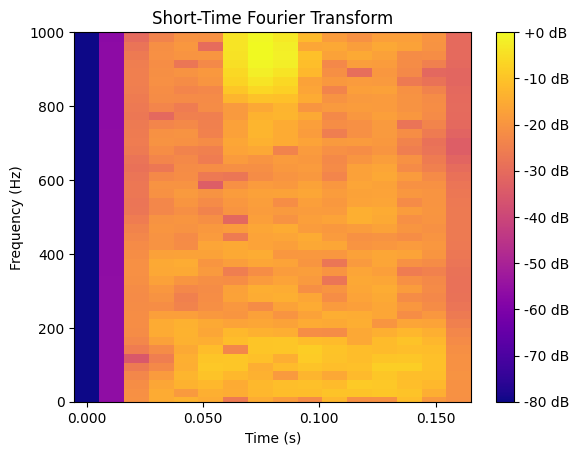 Short-Time Fourier Transform
Frequency (Hz)
1000
800
600
400
200
0
0.000
0.050
0.100
0.150
Time (s)
+0 dB
-10 dB
-20 dB
-30 dB
-40 dB
-50 dB
-60 dB
-70 dB
-80 dB